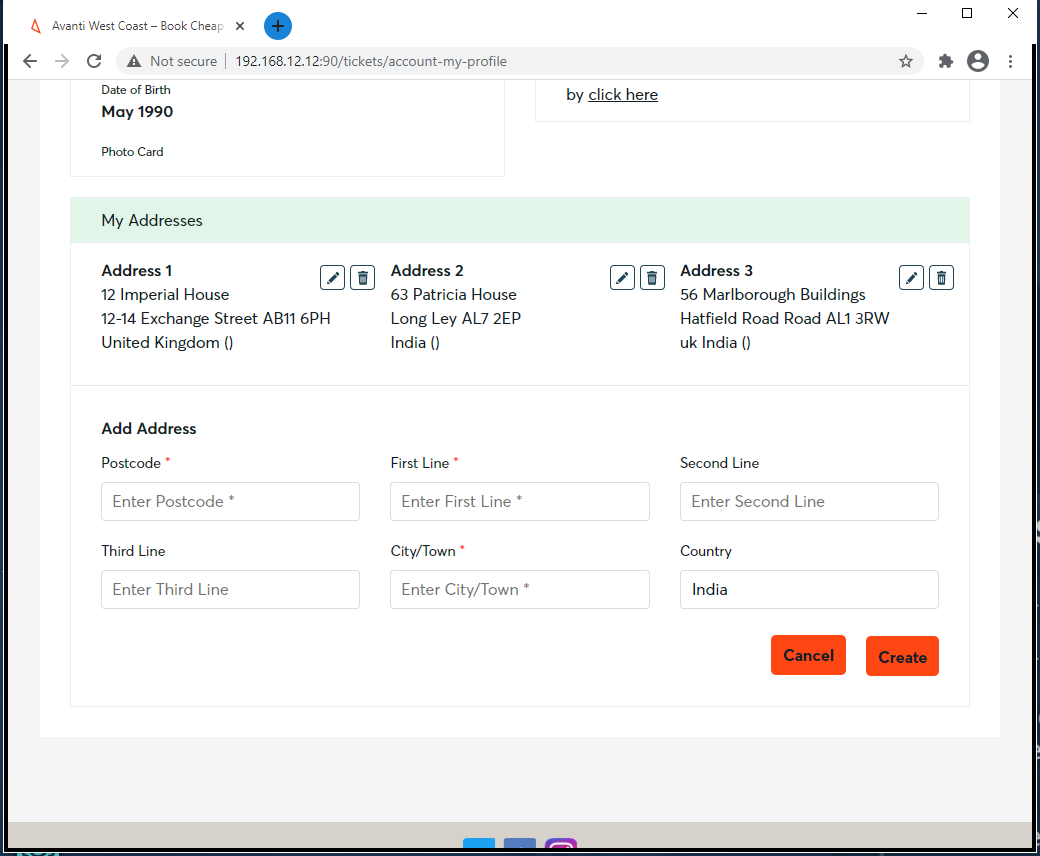 Avanti West Coast – Book Cheap
Not secure
192.168.12.12:90/tickets/account-my-profile
Date of Birth
May 1990
Photo Card
by click here
My Addresses
Address 1
12 Imperial House
12-14 Exchange Street AB11 6PH
United Kingdom ()
Address 2
63 Patricia House
Long Ley AL7 2EP
India ()
Address 3
56 Marlborough Buildings
Hatfield Road Road AL1 3RW
uk India ()
Add Address
Postcode *
First Line *
Second Line
Enter Postcode *
Enter First Line *
Enter Second Line
Third Line
City/Town *
Country
Enter Third Line
Enter City/Town *
India
Cancel
Create